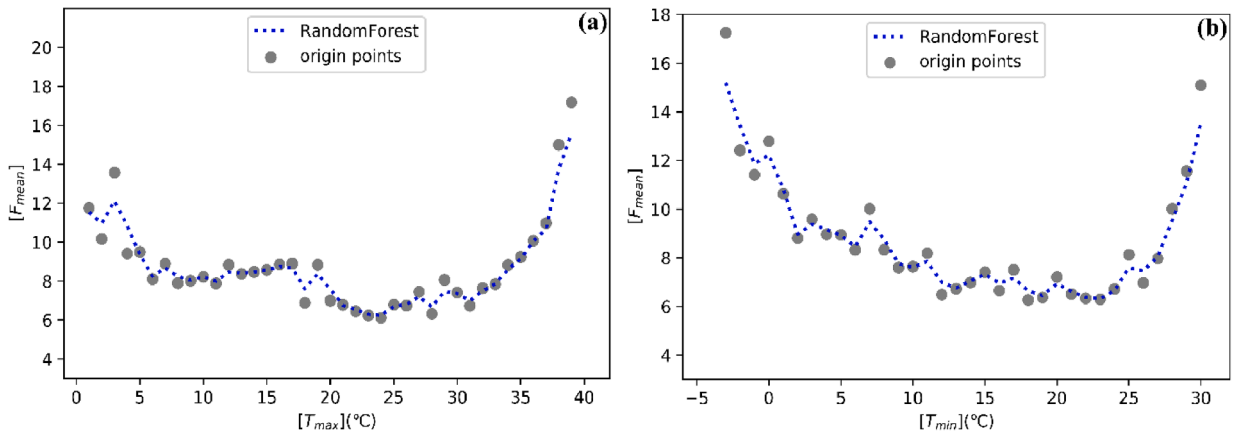 (a)
RandomForest
origin points
20
18
16
14
12
10
8
6
4
[F_mean]
0 5 10 15 20 25 30 35 40
[T_max](°C)
(b)
RandomForest
origin points
18
16
14
12
10
8
6
4
[F_mean]
−5 0 5 10 15 20 25 30
[T_min](°C)